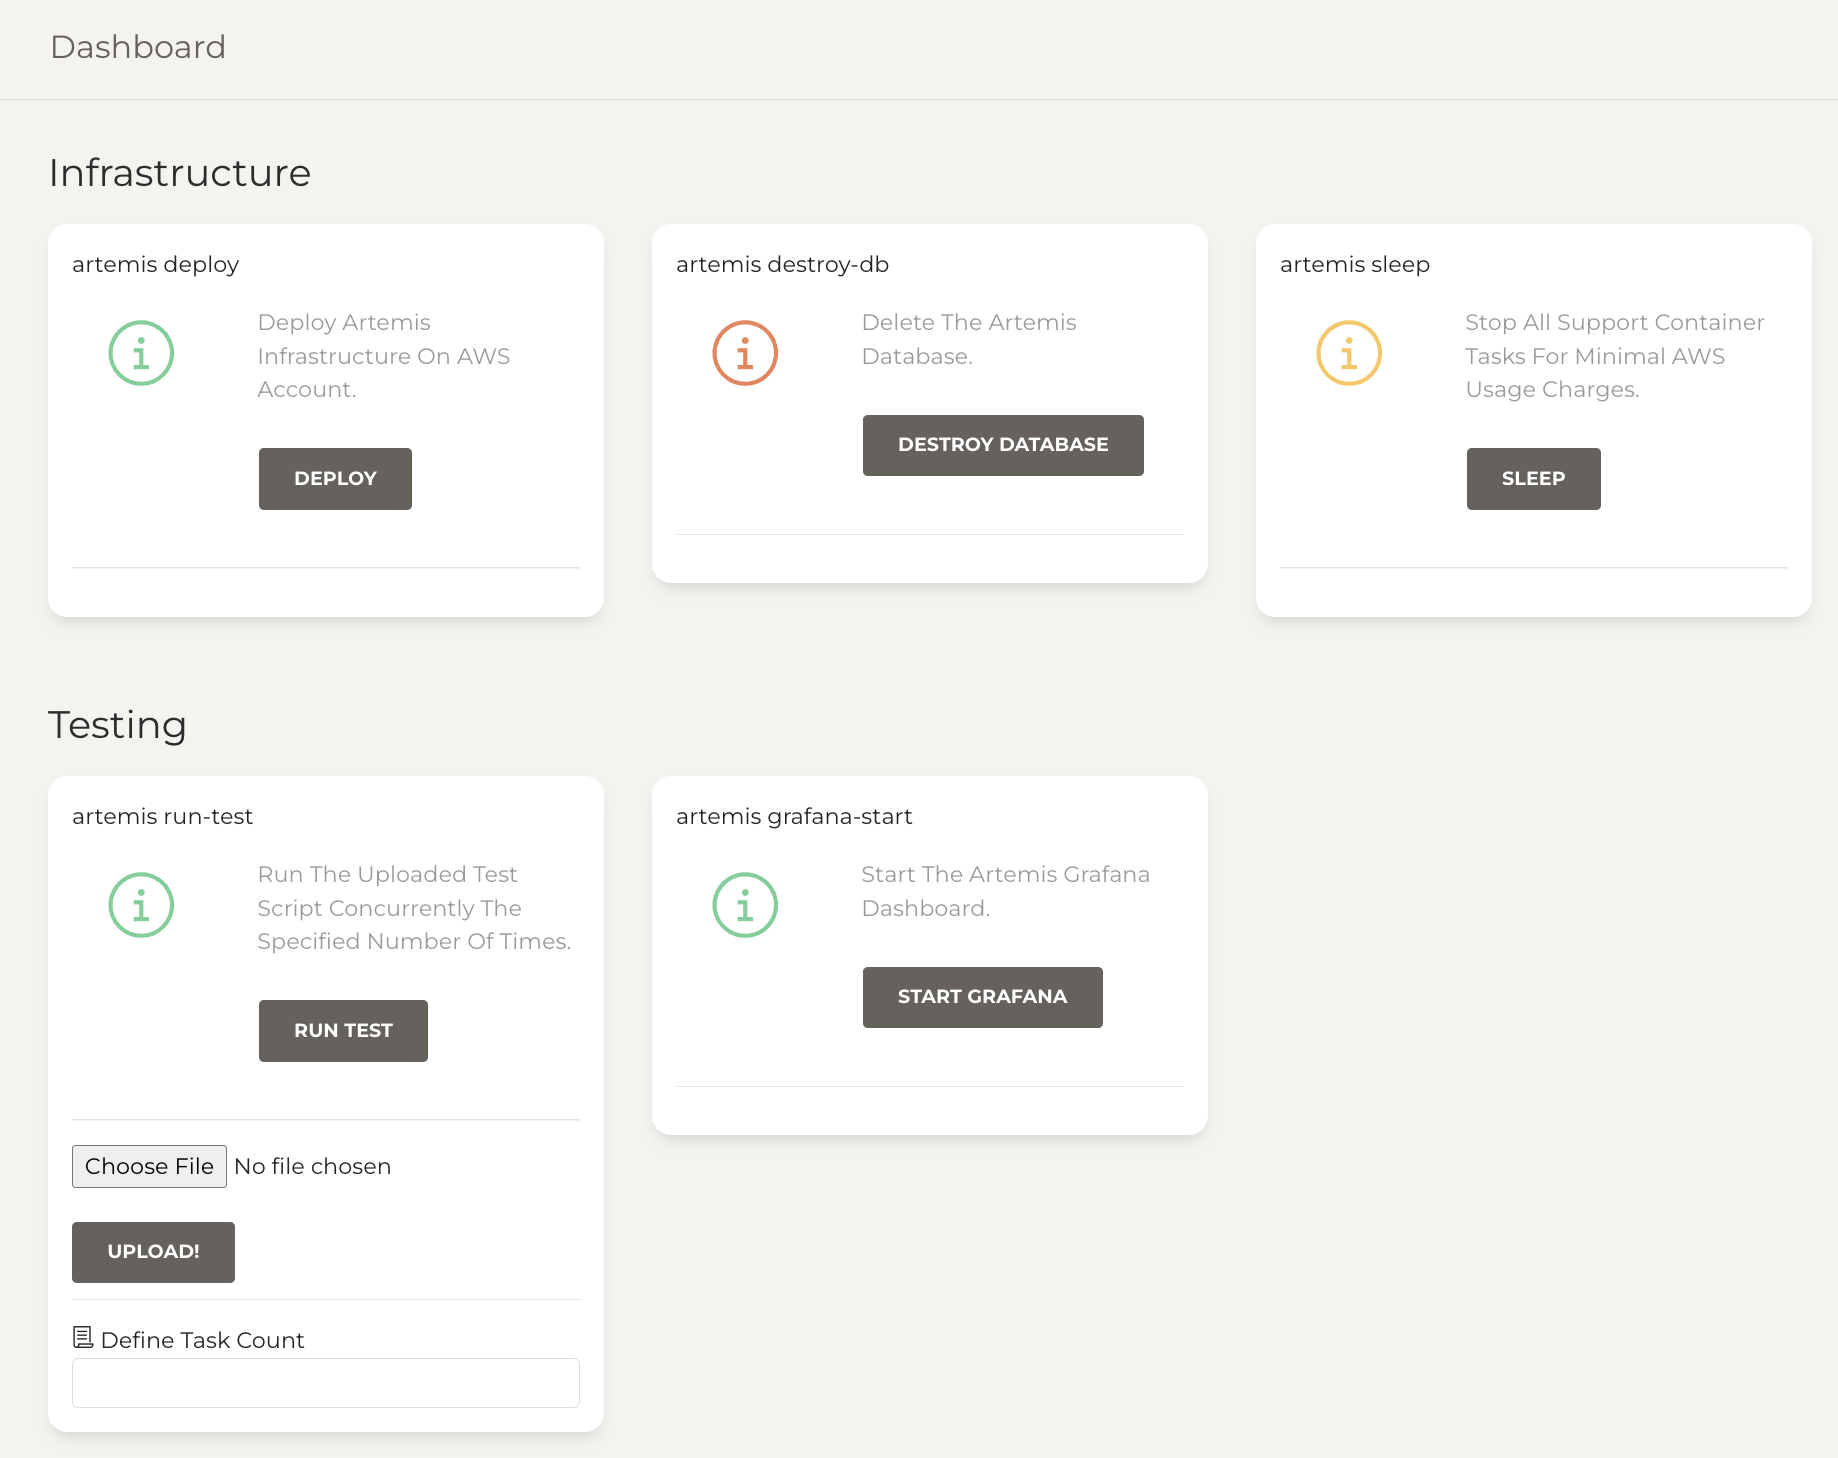 Dashboard
Infrastructure
artemis deploy
Deploy Artemis
Infrastructure On AWS
Account.
DEPLOY
artemis destroy-db
Delete The Artemis
Database.
DESTROY DATABASE
artemis sleep
Stop All Support Container
Tasks For Minimal AWS
Usage Charges.
SLEEP
Testing
artemis run-test
Run The Uploaded Test
Script Concurrently The
Specified Number Of Times.
RUN TEST
Choose File No file chosen
UPLOAD!
Define Task Count
artemis grafana-start
Start The Artemis Grafana
Dashboard.
START GRAFANA